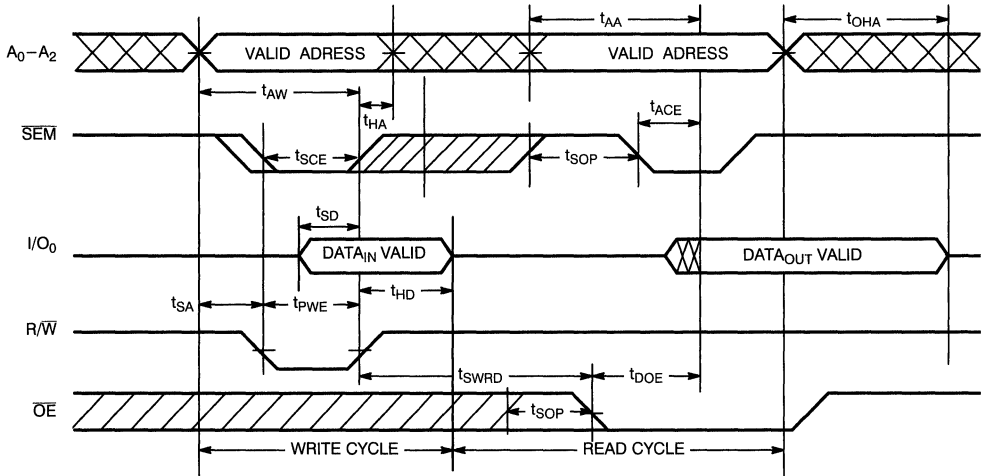 tAA
tOHA
A0–A2
VALID ADRESS
VALID ADRESS
tAW
tHA
tACE
SEM
tSCE
tSOP
tSD
I/O0
DATAIN VALID
DATAOUT VALID
tSA
tPWE
tHD
R/W
tSWRD
tDOE
OE
tSOP
WRITE CYCLE
READ CYCLE